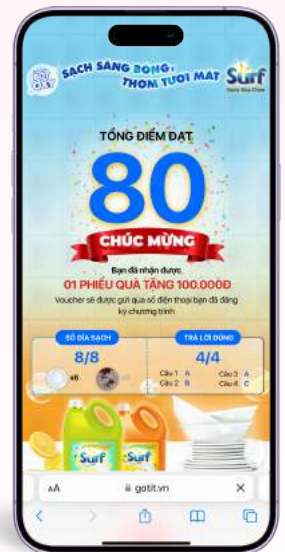 SẠCH SÁNG BONG,
THƠM TƯƠI MÁT
Surf
TỔNG ĐIỂM ĐẠT
80
CHÚC MỪNG
Bạn đã nhận được
01 PHIẾU QUÀ TẶNG 100.000Đ
Voucher sẽ được gửi qua số điện thoại bạn đã đăng
ký chương trình
SỐ ĐĨA SẠCH
8/8
x8
TRẢ LỜI ĐÚNG
4/4
Câu 1 A
Câu 3 A
Câu 2 B
Câu 4 C
Surf
Surf
AA
gotit.vn